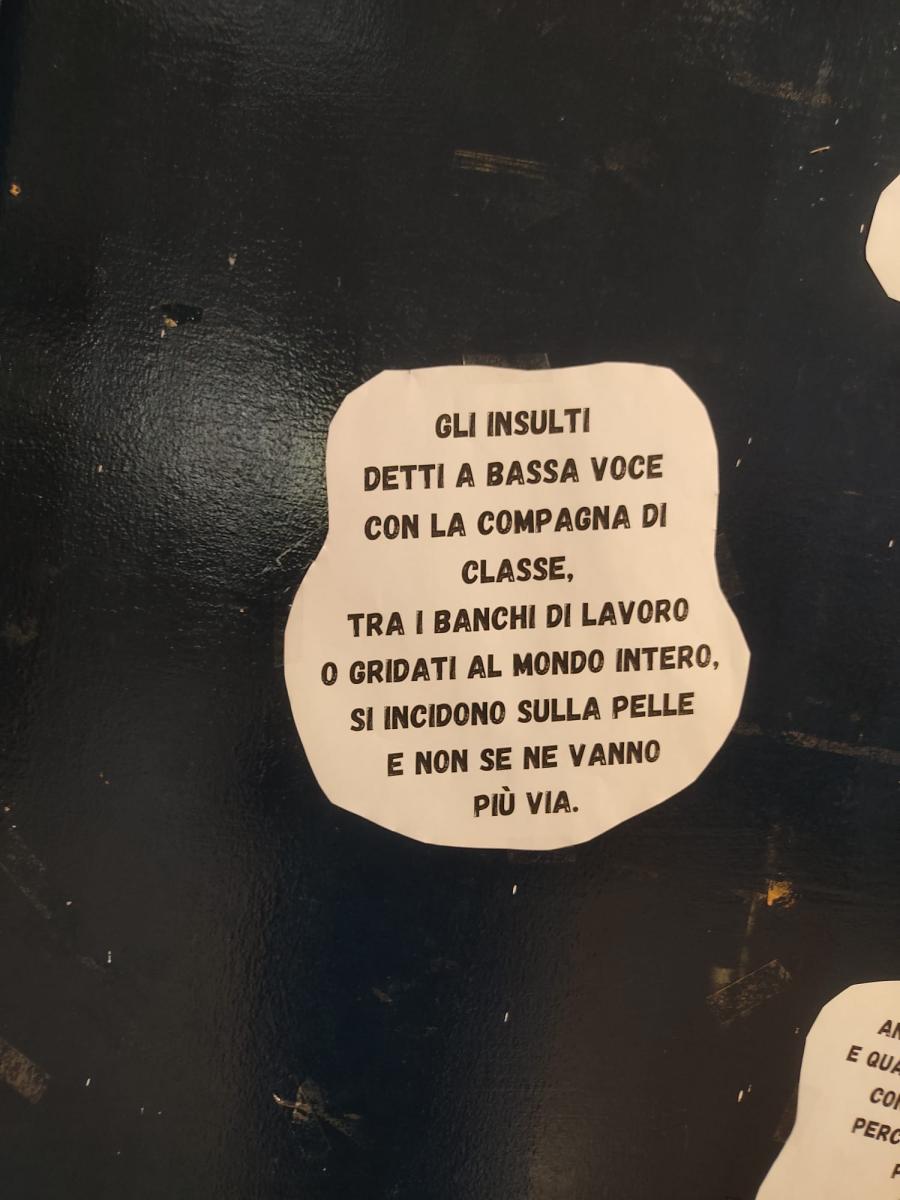 GLI INSULTI
DETTI A BASSA VOCE
CON LA COMPAGNA DI
CLASSE,
TRA I BANCHI DI LAVORO
O GRIDATI AL MONDO INTERO,
SI INCIDONO SULLA PELLE
E NON SE NE VANNO
PIÙ VIA.
E